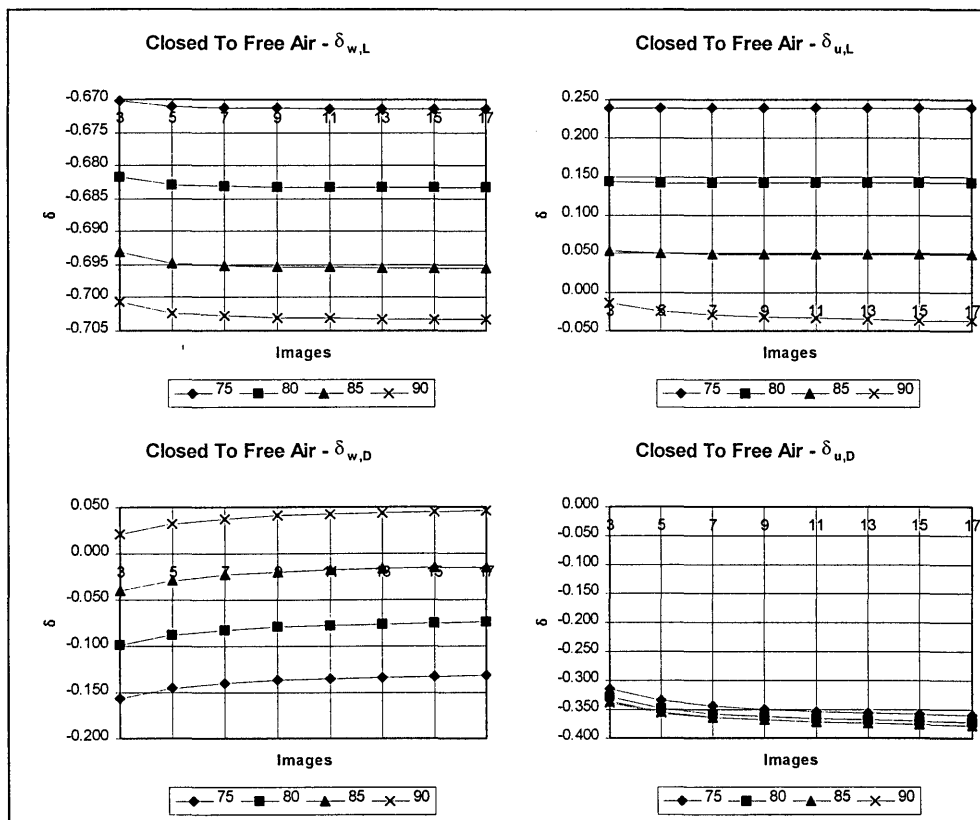 Closed To Free Air - δw,L
-0.670
-0.675
-0.680
-0.685
-0.690
-0.695
-0.700
-0.705
3 5 7 9 11 13 15 17
δ
Images
75 80 85 90
Closed To Free Air - δu,L
0.250
0.200
0.150
0.100
0.050
0.000
-0.050
3 5 7 9 11 13 15 17
δ
Images
75 80 85 90
Closed To Free Air - δw,D
0.050
0.000
-0.050
-0.100
-0.150
-0.200
3 5 7 9 11 13 15 17
δ
Images
75 80 85 90
Closed To Free Air - δu,D
0.000
-0.050
-0.100
-0.150
-0.200
-0.250
-0.300
-0.350
-0.400
3 5 7 9 11 13 15 17
δ
Images
75 80 85 90